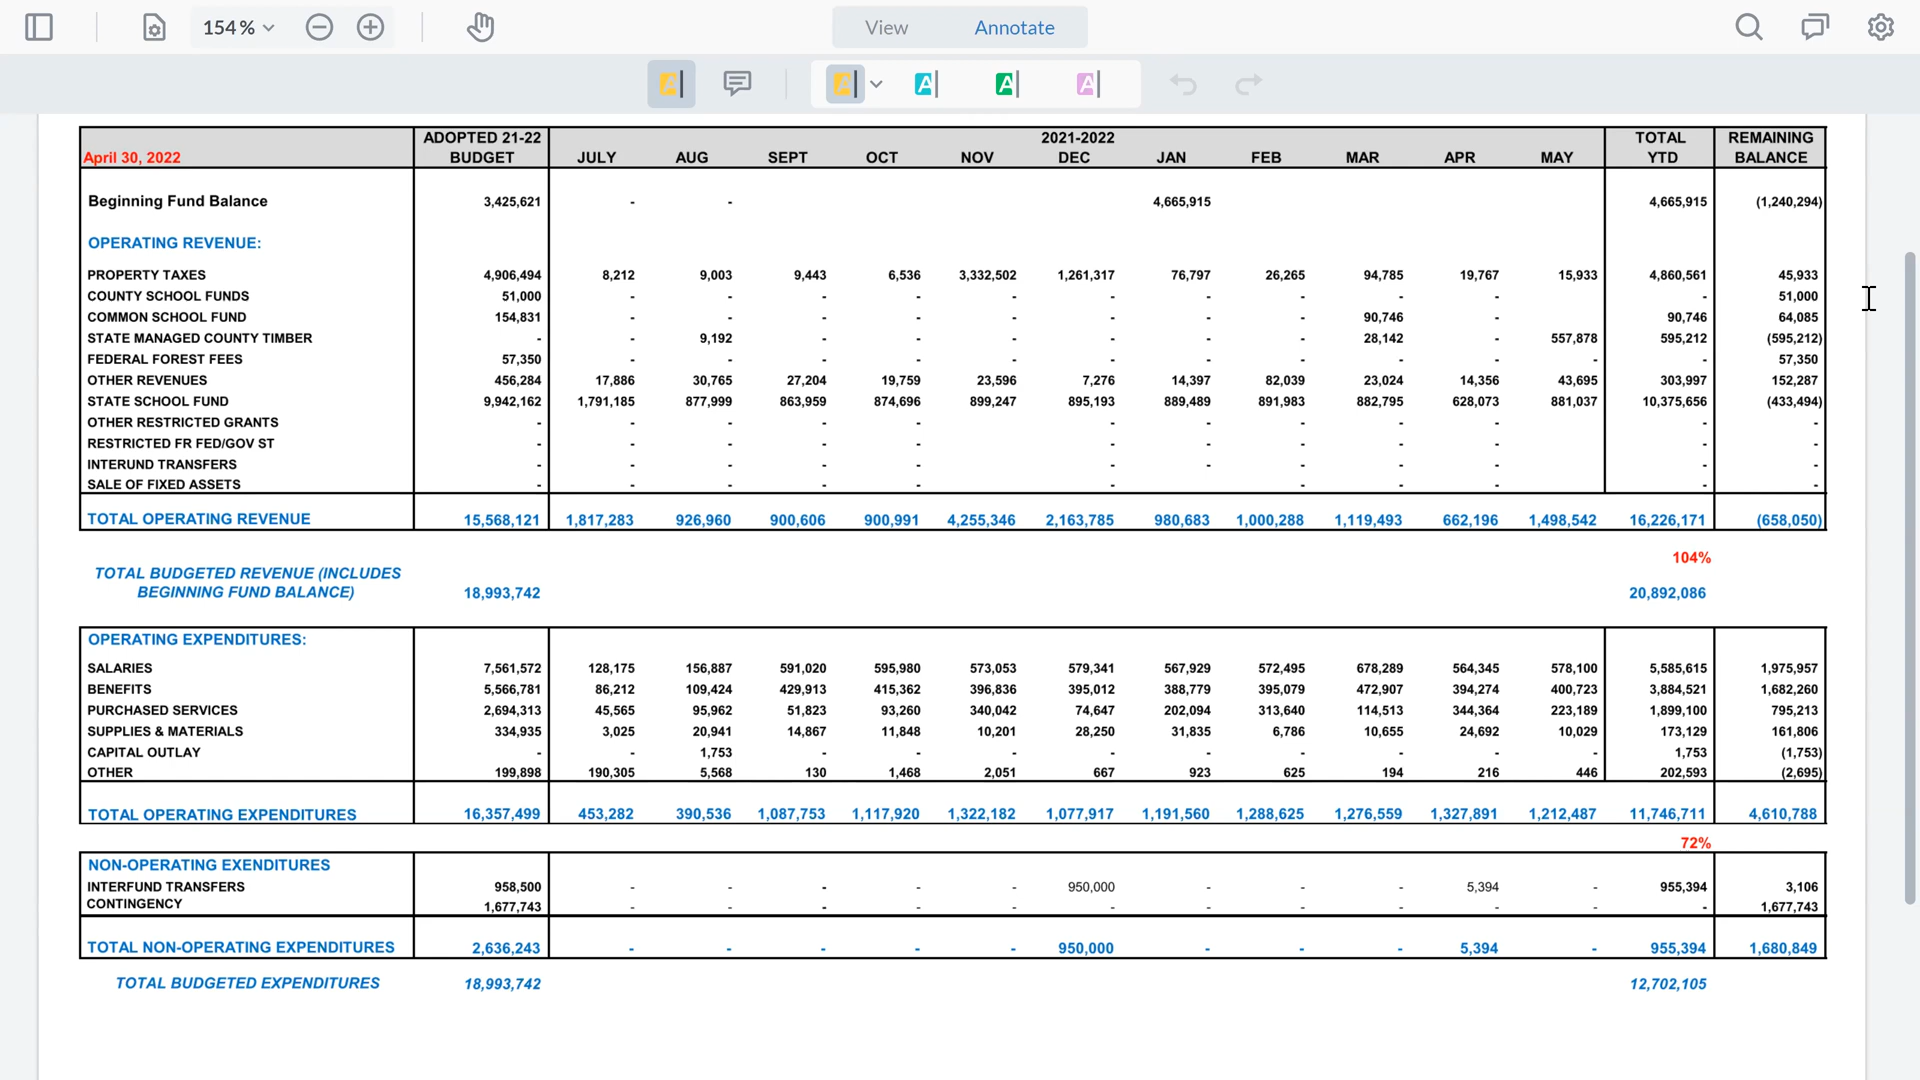 154%
View Annotate
ADOPTED 21-22 2021-2022 TOTAL REMAINING
April 30, 2022 BUDGET JULY AUG SEPT OCT NOV DEC JAN FEB MAR APR MAY YTD BALANCE
Beginning Fund Balance 3,425,621 - - 4,665,915 4,665,915 (1,240,294)
OPERATING REVENUE:
PROPERTY TAXES 4,906,494 8,212 9,003 9,443 6,536 3,332,502 1,261,317 76,797 26,265 94,785 19,767 15,933 4,860,561 45,933
COUNTY SCHOOL FUNDS 51,000 - - - - - - - - - - - 51,000
COMMON SCHOOL FUND 154,831 - - - - - - - - 90,746 - 90,746 64,085
STATE MANAGED COUNTY TIMBER - - 9,192 - - - - - - 28,142 - 557,878 595,212 (595,212)
FEDERAL FOREST FEES 57,350 - - - - - - - - - - - - 57,350
OTHER REVENUES 456,284 17,886 30,765 27,204 19,759 23,596 7,276 14,397 82,039 23,024 14,356 43,695 303,997 152,287
STATE SCHOOL FUND 9,942,162 1,791,185 877,999 863,959 874,696 899,247 895,193 889,489 891,983 882,795 628,073 881,037 10,375,656 (433,494)
OTHER RESTRICTED GRANTS - - - - - - - - - - - -
RESTRICTED FR FED/GOV ST - - - - - - - - - - -
INTERUND TRANSFERS - - - - - - - - - - - -
SALE OF FIXED ASSETS - - - - - - - - - - -
TOTAL OPERATING REVENUE 15,568,121 1,817,283 926,960 900,606 900,991 4,255,346 2,163,785 980,683 1,000,288 1,119,493 662,196 1,498,542 16,226,171 (658,050)
104%
TOTAL BUDGETED REVENUE (INCLUDES
BEGINNING FUND BALANCE) 18,993,742 20,892,086
OPERATING EXPENDITURES:
SALARIES 7,561,572 128,175 156,887 591,020 595,980 573,053 579,341 567,929 572,495 678,289 564,345 578,100 5,585,615 1,975,957
BENEFITS 5,566,781 86,212 109,424 429,913 415,362 396,836 395,012 388,779 395,079 472,907 394,274 400,723 3,884,521 1,682,260
PURCHASED SERVICES 2,694,313 45,565 95,962 51,823 93,260 340,042 74,647 202,094 313,640 114,513 344,364 223,189 1,899,100 795,213
SUPPLIES & MATERIALS 334,935 3,025 20,941 14,867 11,848 10,201 28,250 31,835 6,786 10,655 24,692 10,029 173,129 161,806
CAPITAL OUTLAY - - 1,753 - - - - - - - - - 1,753 (1,753)
OTHER 199,898 190,305 5,568 130 1,468 2,051 667 923 625 194 216 446 202,593 (2,695)
TOTAL OPERATING EXPENDITURES 16,357,499 453,282 390,536 1,087,753 1,117,920 1,322,182 1,077,917 1,191,560 1,288,625 1,276,559 1,327,891 1,212,487 11,746,711 4,610,788
72%
NON-OPERATING EXENDITURES
INTERFUND TRANSFERS 958,500 - - - - - 950,000 - - - 5,394 - 955,394 3,106
CONTINGENCY 1,677,743 - - - - - - - - - - - - 1,677,743
TOTAL NON-OPERATING EXPENDITURES 2,636,243 - - - - - 950,000 - - - 5,394 - 955,394 1,680,849
TOTAL BUDGETED EXPENDITURES 18,993,742 12,702,105